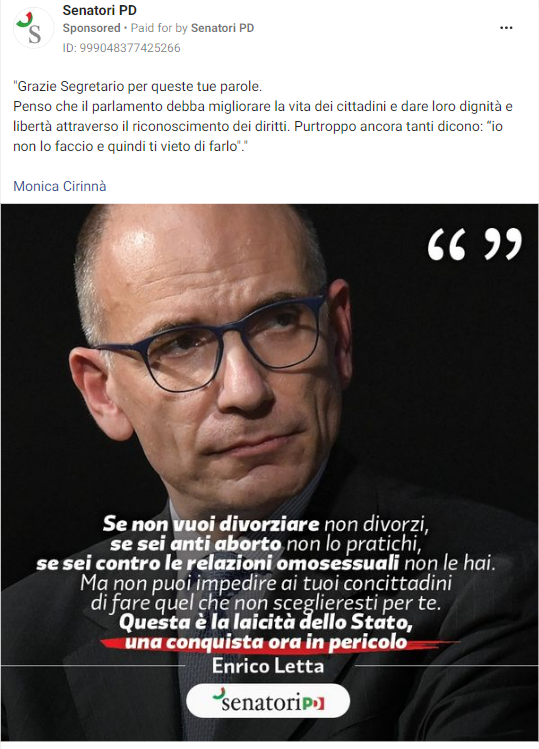 Senatori PD
Sponsored • Paid for by Senatori PD
ID: 999048377425266
"Grazie Segretario per queste tue parole.
Penso che il parlamento debba migliorare la vita dei cittadini e dare loro dignità e
libertà attraverso il riconoscimento dei diritti. Purtroppo ancora tanti dicono: “io
non lo faccio e quindi ti vieto di farlo"."
Monica Cirinnà
“ ”
Se non vuoi divorziare non divorzi,
se sei anti aborto non lo pratichi,
se sei contro le relazioni omosessuali non le hai.
Ma non puoi impedire ai tuoi concittadini
di fare quel che non sceglieresti per te.
Questa è la laicità dello Stato,
una conquista ora in pericolo
Enrico Letta
senatoriPD